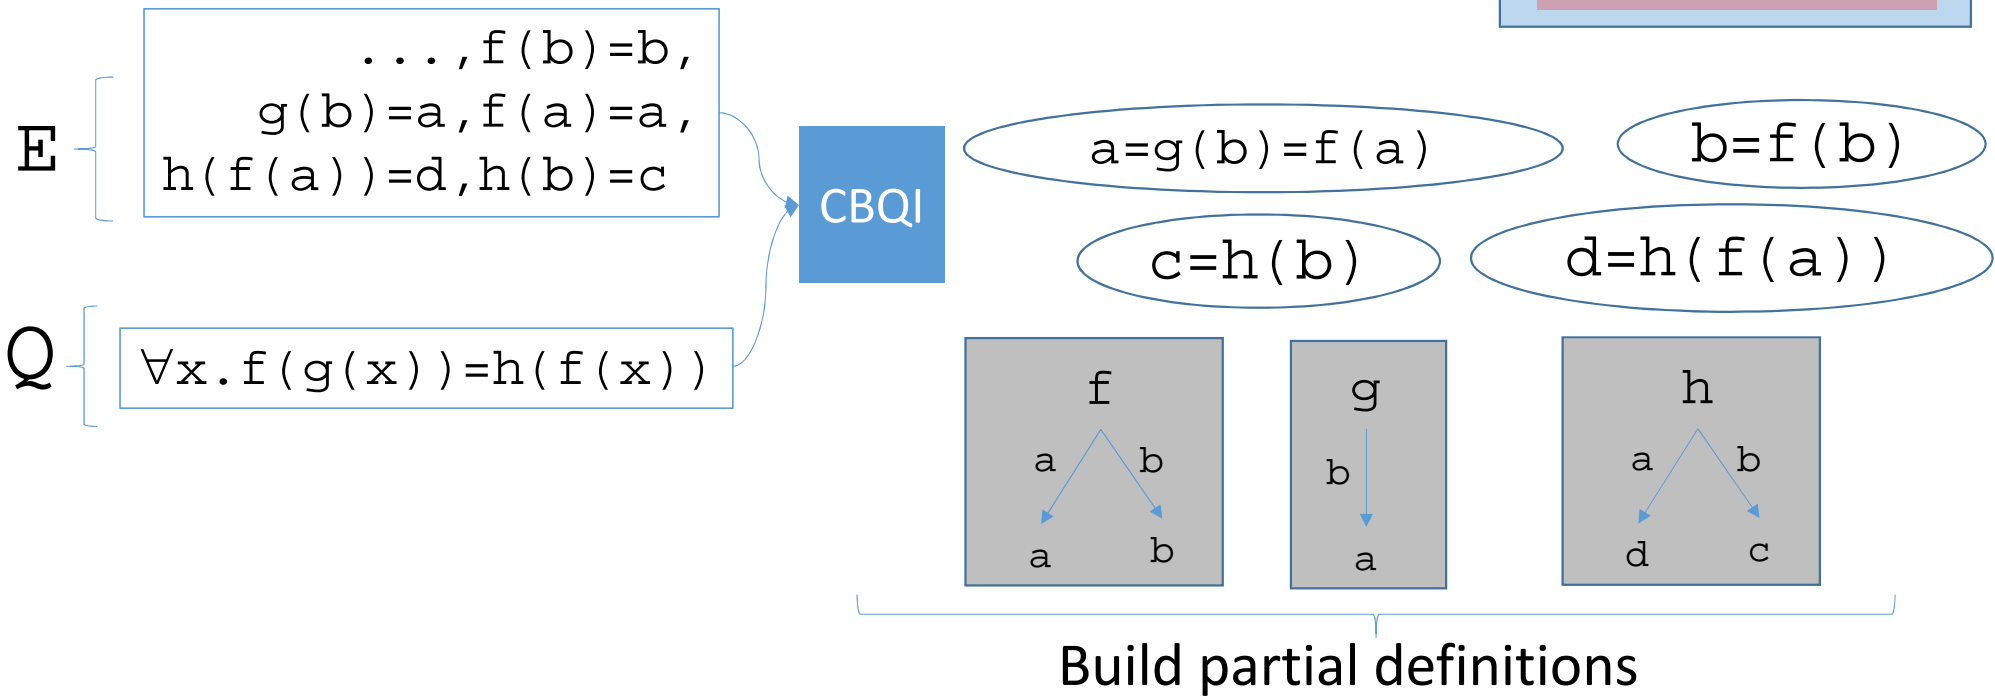 E
...,f(b)=b,
g(b)=a,f(a)=a,
h(f(a))=d,h(b)=c
Q
∀x.f(g(x))=h(f(x))
CBQI
a=g(b)=f(a)
b=f(b)
c=h(b)
d=h(f(a))
f
a b
a b
g
b
a
h
a b
d c
Build partial definitions